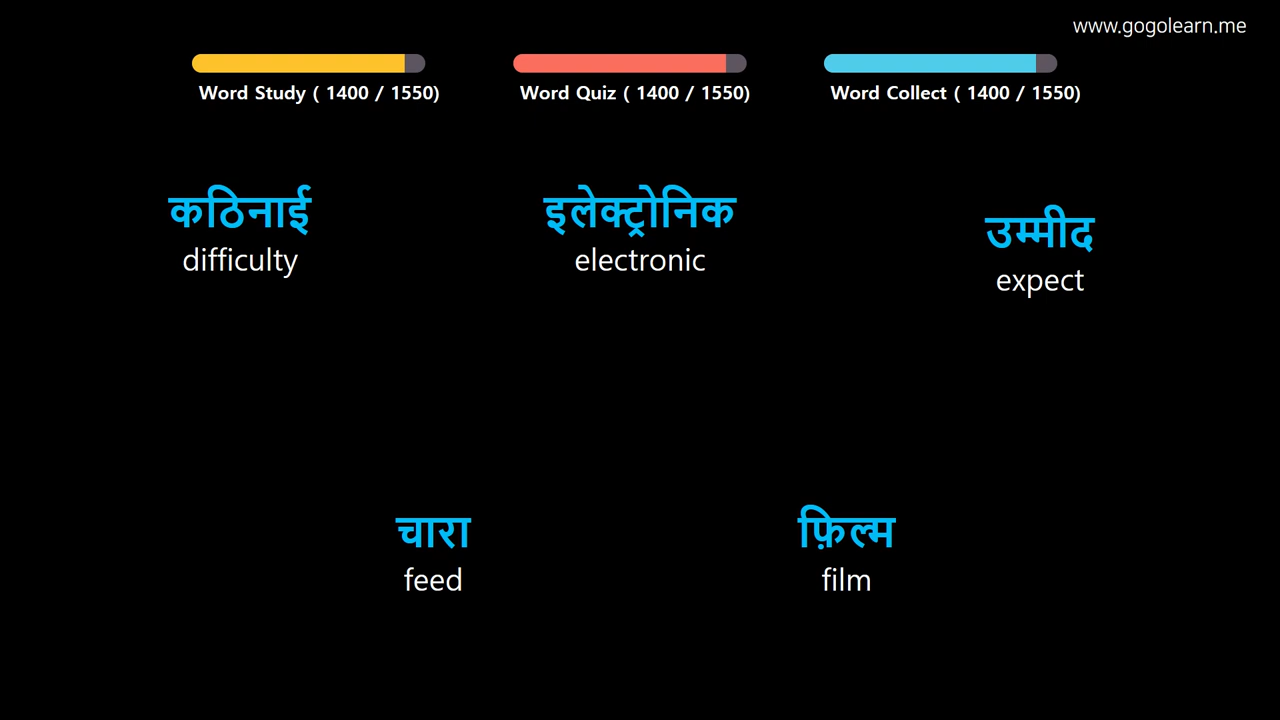 www.gogolearn.me
Word Study ( 1400 / 1550)
Word Quiz ( 1400 / 1550)
Word Collect ( 1400 / 1550)
कठिनाई
difficulty
इलेक्ट्रोनिक
electronic
उम्मीद
expect
चारा
feed
फ़िल्म
film